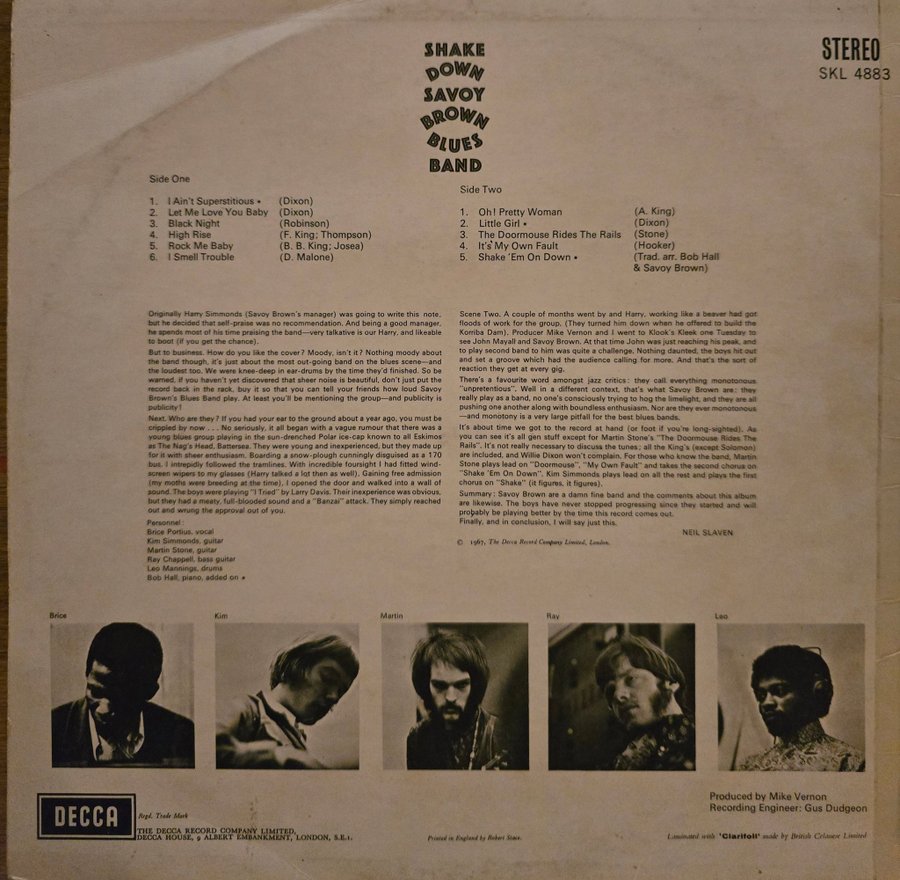 SHAKE
DOWN
SAVOY
BROWN
BLUES
BAND
STEREO
SKL 4883
Side One
1. I Ain't Superstitious • (Dixon)
2. Let Me Love You Baby (Dixon)
3. Black Night (Robinson)
4. High Rise (F. King; Thompson)
5. Rock Me Baby (B. B. King; Josea)
6. I Smell Trouble (D. Malone)
Side Two
1. Oh! Pretty Woman (A. King)
2. Little Girl • (Dixon)
3. The Doormouse Rides The Rails (Stone)
4. It's My Own Fault (Hooker)
5. Shake 'Em On Down • (Trad. arr. Bob Hall
& Savoy Brown)
Originally Harry Simmonds (Savoy Brown's manager) was going to write this note,
but he decided that self-praise was no recommendation. And being a good manager,
he spends most of his time praising the band—very talkative is our Harry, and likeable
to boot (if you get the chance).
But to business. How do you like the cover? Moody, isn't it? Nothing moody about
the band though, it's just about the most out-going band on the blues scene—and
the loudest too. We were knee-deep in ear-drums by the time they'd finished. So be
warned, if you haven't yet discovered that sheer noise is beautiful, don't just put the
record back in the rack, buy it so that you can tell your friends how loud Savoy
Brown's Blues Band play. At least you'll be mentioning the group—and publicity is
publicity!
Next. Who are they? If you had your ear to the ground about a year ago, you must be
crippled by now . . . No seriously, it all began with a vague rumour that there was a
young blues group playing in the sun-drenched Polar ice-cap known to all Eskimos
as The Nag's Head, Battersea. They were young and inexperienced, but they made up
for it with sheer enthusiasm. Boarding a snow-plough cunningly disguised as a 170
bus, I intrepidly followed the tramlines. With incredible foresight I had fitted wind-
screen wipers to my glasses (Harry talked a lot then as well). Gaining free admission
(my moths were breeding at the time), I opened the door and walked into a wall of
sound. The boys were playing "I Tried" by Larry Davis. Their inexperience was obvious,
but they had a meaty, full-blooded sound and a "Banzai" attack. They simply reached
out and wrung the approval out of you.
Personnel:
Brice Portius, vocal
Kim Simmonds, guitar
Martin Stone, guitar
Ray Chappell, bass guitar
Leo Mannings, drums
Bob Hall, piano, added on •
Scene Two. A couple of months went by and Harry, working like a beaver had got
floods of work for the group. (They turned him down when he offered to build the
Korriba Dam). Producer Mike Vernon and I went to Klook's Kleek one Tuesday to
see John Mayall and Savoy Brown. At that time John was just reaching his peak, and
to play second band to him was quite a challenge. Nothing daunted, the boys hit out
and set a groove which had the audience calling for more. And that's the sort of
reaction they get at every gig.
There's a favourite word amongst jazz critics: they call everything monotonous
"unpretentious". Well in a different context, that's what Savoy Brown are: they
really play as a band, no one's consciously trying to hog the limelight, and they are all
pushing one another along with boundless enthusiasm. Nor are they ever monotonous
—and monotony is a very large pitfall for the best blues bands.
It's about time we got to the record at hand (or foot if you're long-sighted). As
you can see it's all gen stuff except for Martin Stone's "The Doormouse Rides The
Rails". It's not really necessary to discuss the tunes; all the King's (except Solomon)
are included, and Willie Dixon won't complain. For those who know the band, Martin
Stone plays lead on "Doormouse", "My Own Fault" and takes the second chorus on
"Shake 'Em On Down". Kim Simmonds plays lead on all the rest and plays the first
chorus on "Shake" (it figures, it figures).
Summary: Savoy Brown are a damn fine band and the comments about this album
are likewise. The boys have never stopped progressing since they started and will
probably be playing better by the time this record comes out.
Finally, and in conclusion, I will say just this.
NEIL SLAVEN
© 1967, The Decca Record Company Limited, London.
Brice
Kim
Martin
Ray
Leo
Produced by Mike Vernon
Recording Engineer: Gus Dudgeon
DECCA
Regd. Trade Mark
THE DECCA RECORD COMPANY LIMITED,
DECCA HOUSE, 9 ALBERT EMBANKMENT, LONDON, S.E.1.
Printed in England by Robert Stace.
Laminated with 'Clarifoil' made by British Celanese Limited